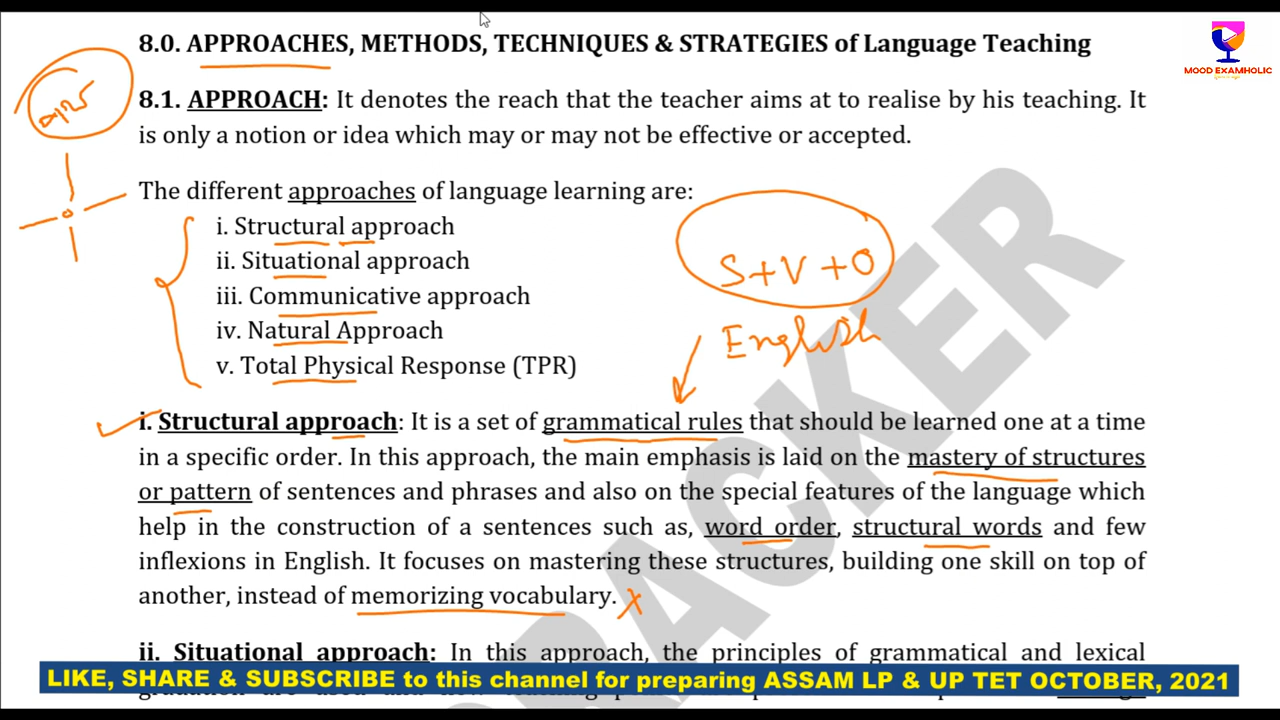 8.0. APPROACHES, METHODS, TECHNIQUES & STRATEGIES of Language Teaching
MOOD EXAMHOLIC
8.1. APPROACH: It denotes the reach that the teacher aims at to realise by his teaching. It
is only a notion or idea which may or may not be effective or accepted.
The different approaches of language learning are:
i. Structural approach
ii. Situational approach
S+V+O
iii. Communicative approach
iv. Natural Approach
English
v. Total Physical Response (TPR)
i. Structural approach: It is a set of grammatical rules that should be learned one at a time
in a specific order. In this approach, the main emphasis is laid on the mastery of structures
or pattern of sentences and phrases and also on the special features of the language which
help in the construction of a sentences such as, word order, structural words and few
inflexions in English. It focuses on mastering these structures, building one skill on top of
another, instead of memorizing vocabulary. X
ii. Situational approach: In this approach, the principles of grammatical and lexical
LIKE, SHARE & SUBSCRIBE to this channel for preparing ASSAM LP & UP TET OCTOBER, 2021
CRACKER